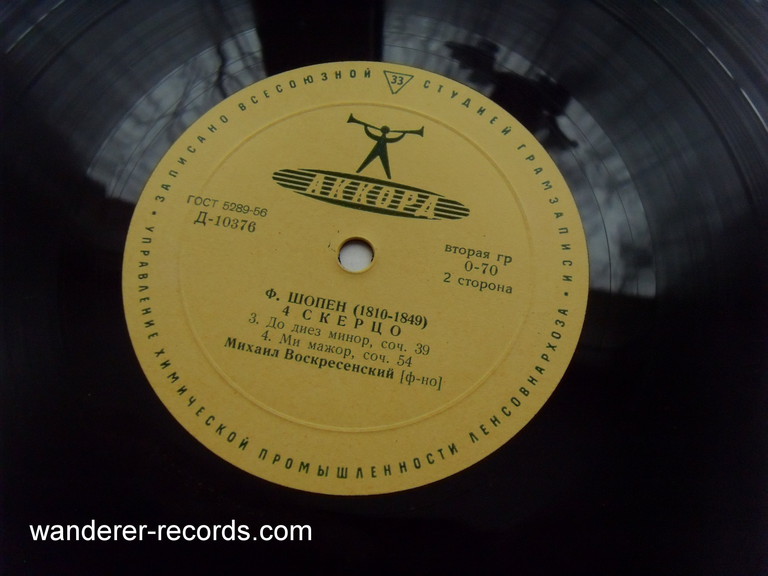 ЗАПИСАНО ВСЕСОЮЗНОЙ 33 СТУДИЕЙ ГРАМЗАПИСИ •
УПРАВЛЕНИЕ ХИМИЧЕСКОЙ ПРОМЫШЛЕННОСТИ ЛЕНСОВНАРХОЗА •
АККОРД
ГОСТ 5289-56
Д-10376
вторая гр
0-70
2 сторона
Ф. ШОПЕН (1810-1849)
4 СКЕРЦО
3. До диез минор, соч. 39
4. Ми мажор, соч. 54
Михаил Воскресенский [ф-но]
wanderer-records.com